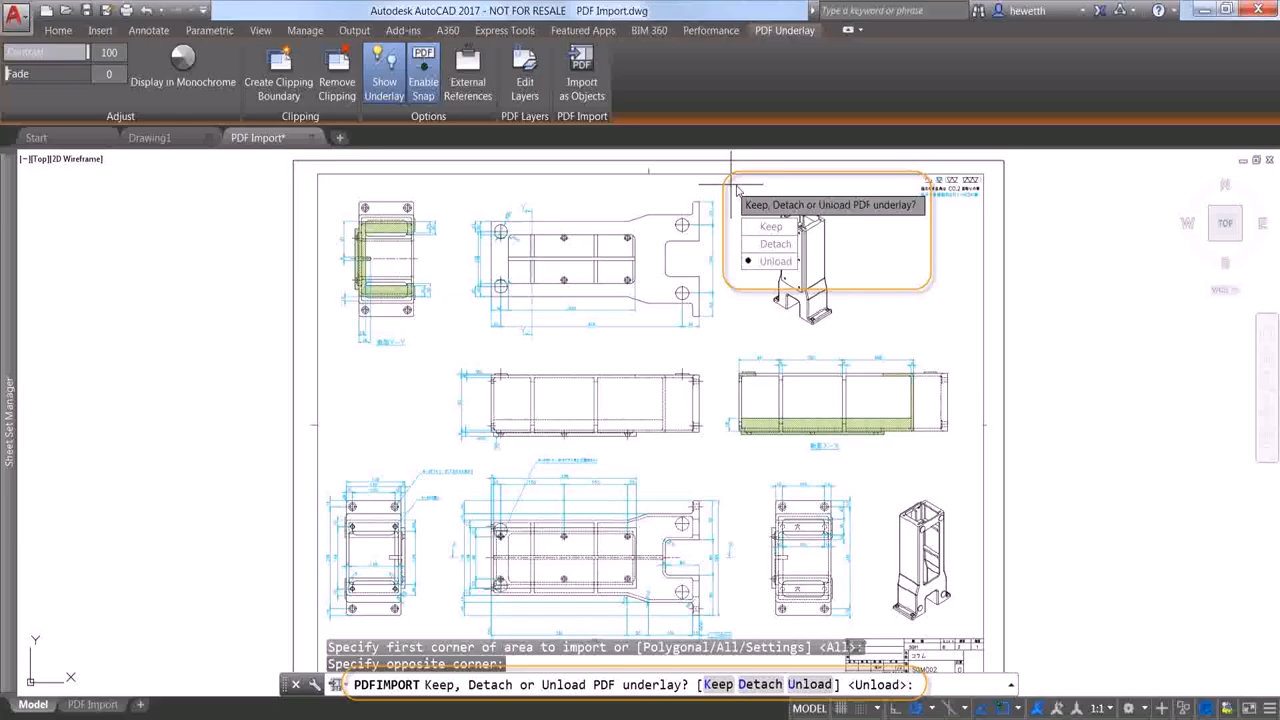 Autodesk AutoCAD 2017 - NOT FOR RESALE PDF Import.dwg
Type a keyword or phrase
hewetth
Home Insert Annotate Parametric View Manage Output Add-ins A360 Express Tools Featured Apps BIM 360 Performance PDF Underlay
Contrast 100
Fade 0
Display in Monochrome
Create Clipping Boundary
Remove Clipping
Show Underlay
Enable Snap
External References
Edit Layers
Import as Objects
Adjust Clipping Options PDF Layers PDF Import
Start Drawing1 PDF Import*
[−][Top][2D Wireframe]
Keep, Detach or Unload PDF underlay?
Keep
Detach
Unload
W TOP E
Sheet Set Manager
Y
X
Specify first corner of area to import or [Polygonal/All/Settings] <All>:
Specify opposite corner:
PDFIMPORT Keep, Detach or Unload PDF underlay? [Keep Detach Unload] <Unload>:
Model PDF Import
MODEL 1:1